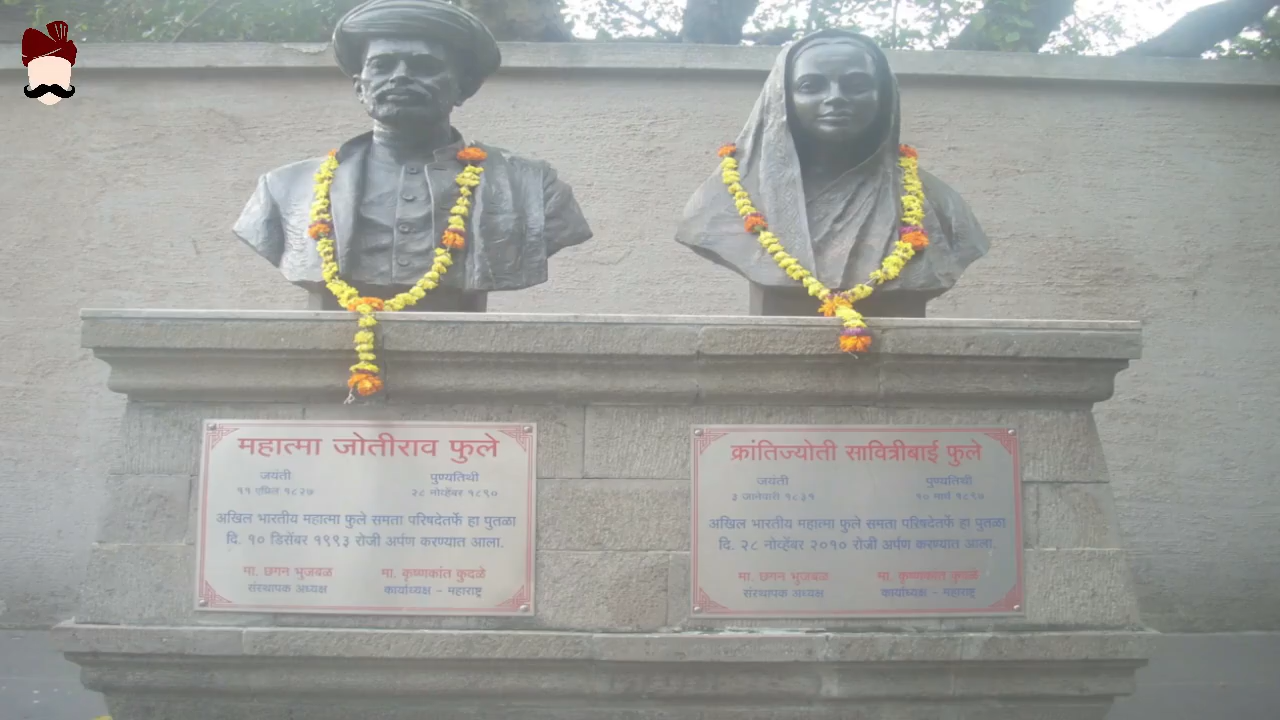 महात्मा जोतीराव फुले
जयंती
११ एप्रिल १८२७
पुण्यतिथी
२८ नोव्हेंबर १८९०
अखिल भारतीय महात्मा फुले समता परिषदेतर्फे हा पुतळा
दि. १० डिसेंबर १९९३ रोजी अर्पण करण्यात आला.
मा. छगन भुजबळ
संस्थापक अध्यक्ष
मा. कृष्णकांत कुदळे
कार्याध्यक्ष - महाराष्ट्र
क्रांतिज्योती सावित्रीबाई फुले
जयंती
३ जानेवारी १८३१
पुण्यतिथी
१० मार्च १८९७
अखिल भारतीय महात्मा फुले समता परिषदेतर्फे हा पुतळा
दि. २८ नोव्हेंबर २०१० रोजी अर्पण करण्यात आला.
मा. छगन भुजबळ
संस्थापक अध्यक्ष
मा. कृष्णकांत कुदळे
कार्याध्यक्ष - महाराष्ट्र